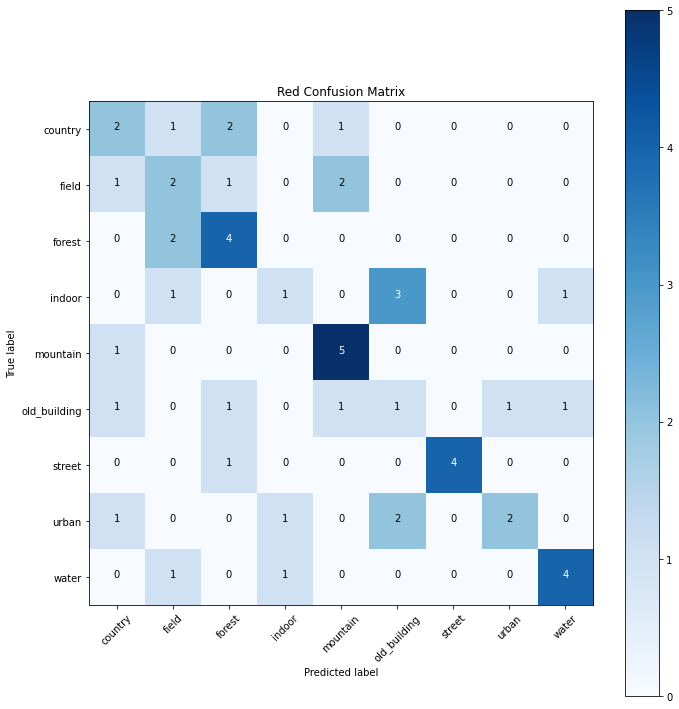 Red Confusion Matrix
True label
country 2 1 2 0 1 0 0 0 0
field 1 2 1 0 2 0 0 0 0
forest 0 2 4 0 0 0 0 0 0
indoor 0 1 0 1 0 3 0 0 1
mountain 1 0 0 0 5 0 0 0 0
old_building 1 0 1 0 1 1 0 1 1
street 0 0 1 0 0 0 4 0 0
urban 1 0 0 1 0 2 0 2 0
water 0 1 0 1 0 0 0 0 4
country field forest indoor mountain old_building street urban water
Predicted label
5
4
3
2
1
0